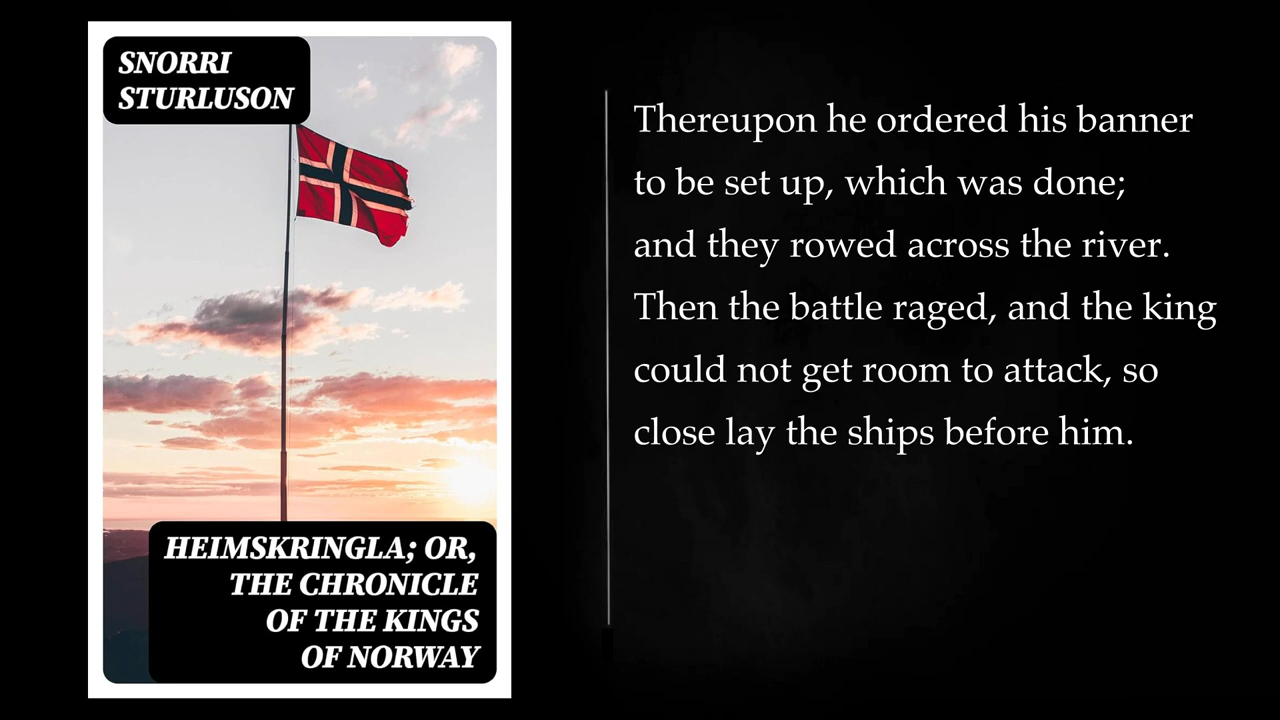 SNORRI
STURLUSON
HEIMSKRINGLA; OR,
THE CHRONICLE
OF THE KINGS
OF NORWAY
Thereupon he ordered his banner
to be set up, which was done;
and they rowed across the river.
Then the battle raged, and the king
could not get room to attack, so
close lay the ships before him.